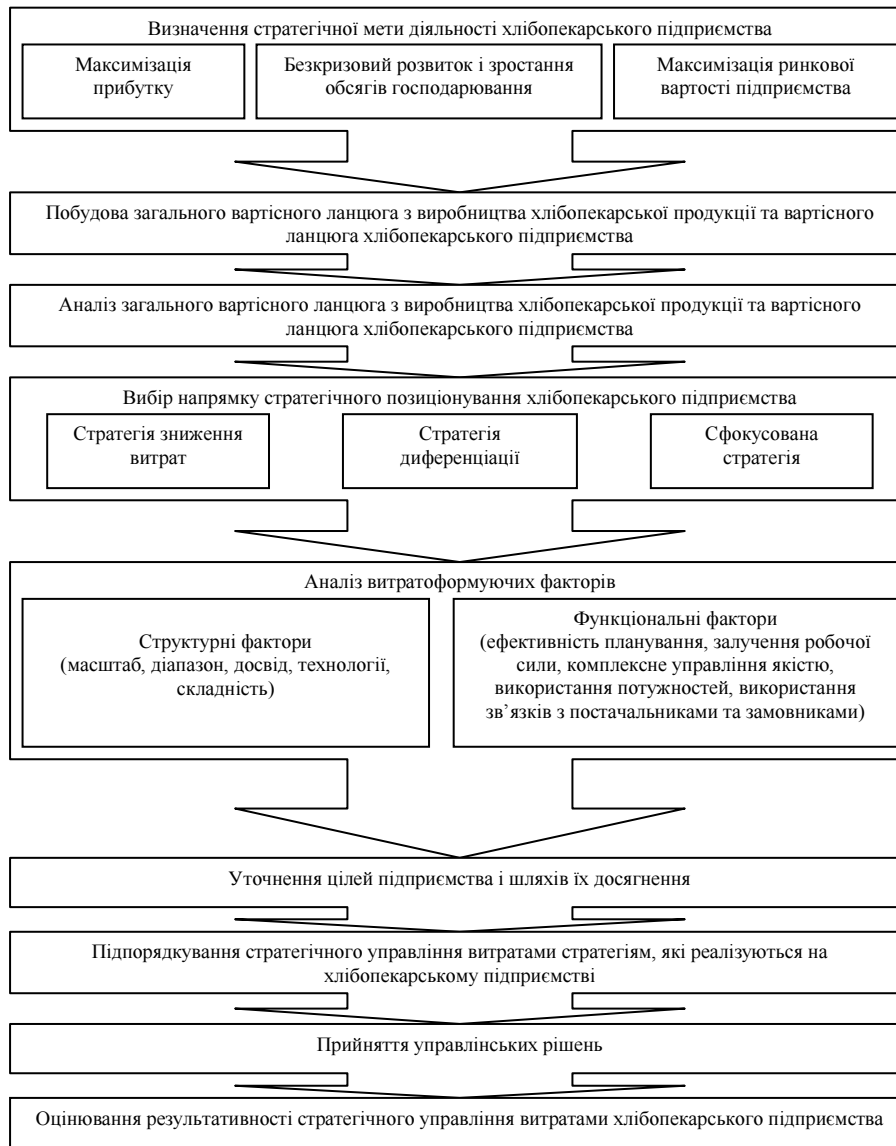 Визначення стратегічної мети діяльності хлібопекарського підприємства
Максимізація
прибутку
Безкризовий розвиток і зростання
обсягів господарювання
Максимізація ринкової
вартості підприємства
Побудова загального вартісного ланцюга з виробництва хлібопекарської продукції та вартісного
ланцюга хлібопекарського підприємства
Аналіз загального вартісного ланцюга з виробництва хлібопекарської продукції та вартісного
ланцюга хлібопекарського підприємства
Вибір напрямку стратегічного позиціонування хлібопекарського підприємства
Стратегія зниження
витрат
Стратегія
диференціації
Сфокусована
стратегія
Аналіз витратоформуючих факторів
Структурні фактори
(масштаб, діапазон, досвід, технології,
складність)
Функціональні фактори
(ефективність планування, залучення робочої
сили, комплексне управління якістю,
використання потужностей, використання
зв’язків з постачальниками та замовниками)
Уточнення цілей підприємства і шляхів їх досягнення
Підпорядкування стратегічного управління витратами стратегіям, які реалізуються на
хлібопекарському підприємстві
Прийняття управлінських рішень
Оцінювання результативності стратегічного управління витратами хлібопекарського підприємства